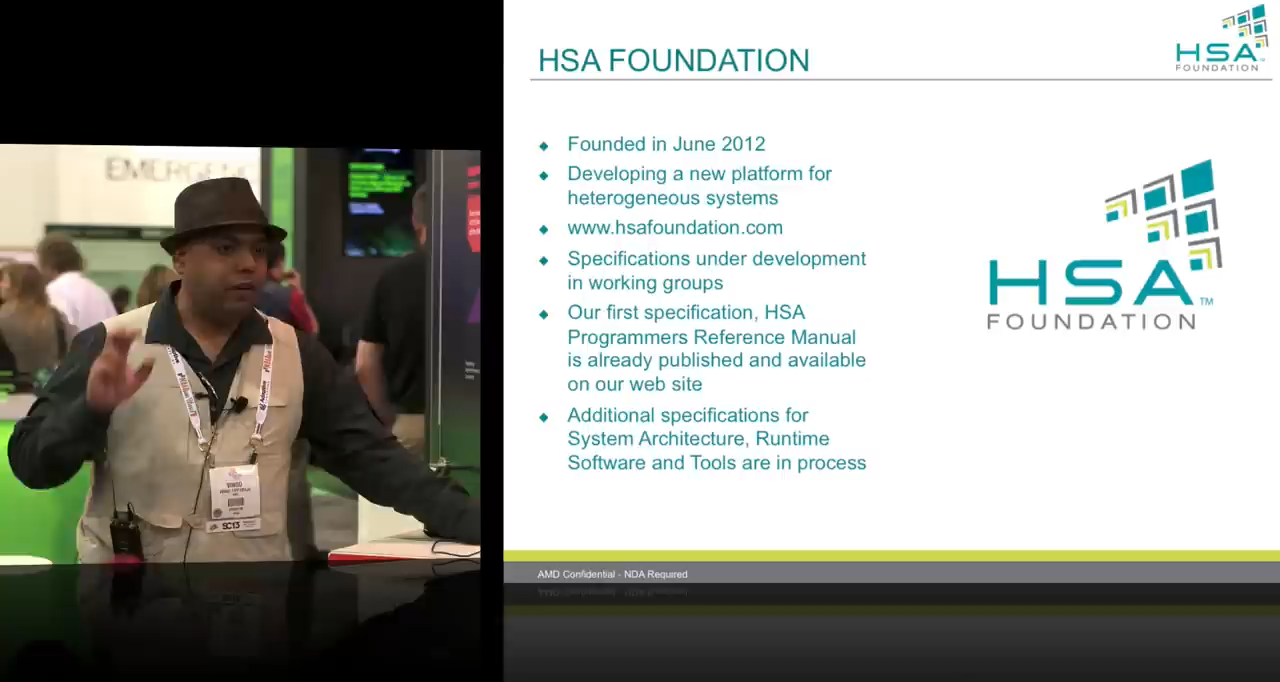 HSA FOUNDATION
HSA
FOUNDATION
Founded in June 2012
Developing a new platform for
heterogeneous systems
www.hsafoundation.com
Specifications under development
in working groups
Our first specification, HSA
Programmers Reference Manual
is already published and available
on our web site
Additional specifications for
System Architecture, Runtime
Software and Tools are in process
HSA™
FOUNDATION
AMD Confidential - NDA Required
VINOD
SC13